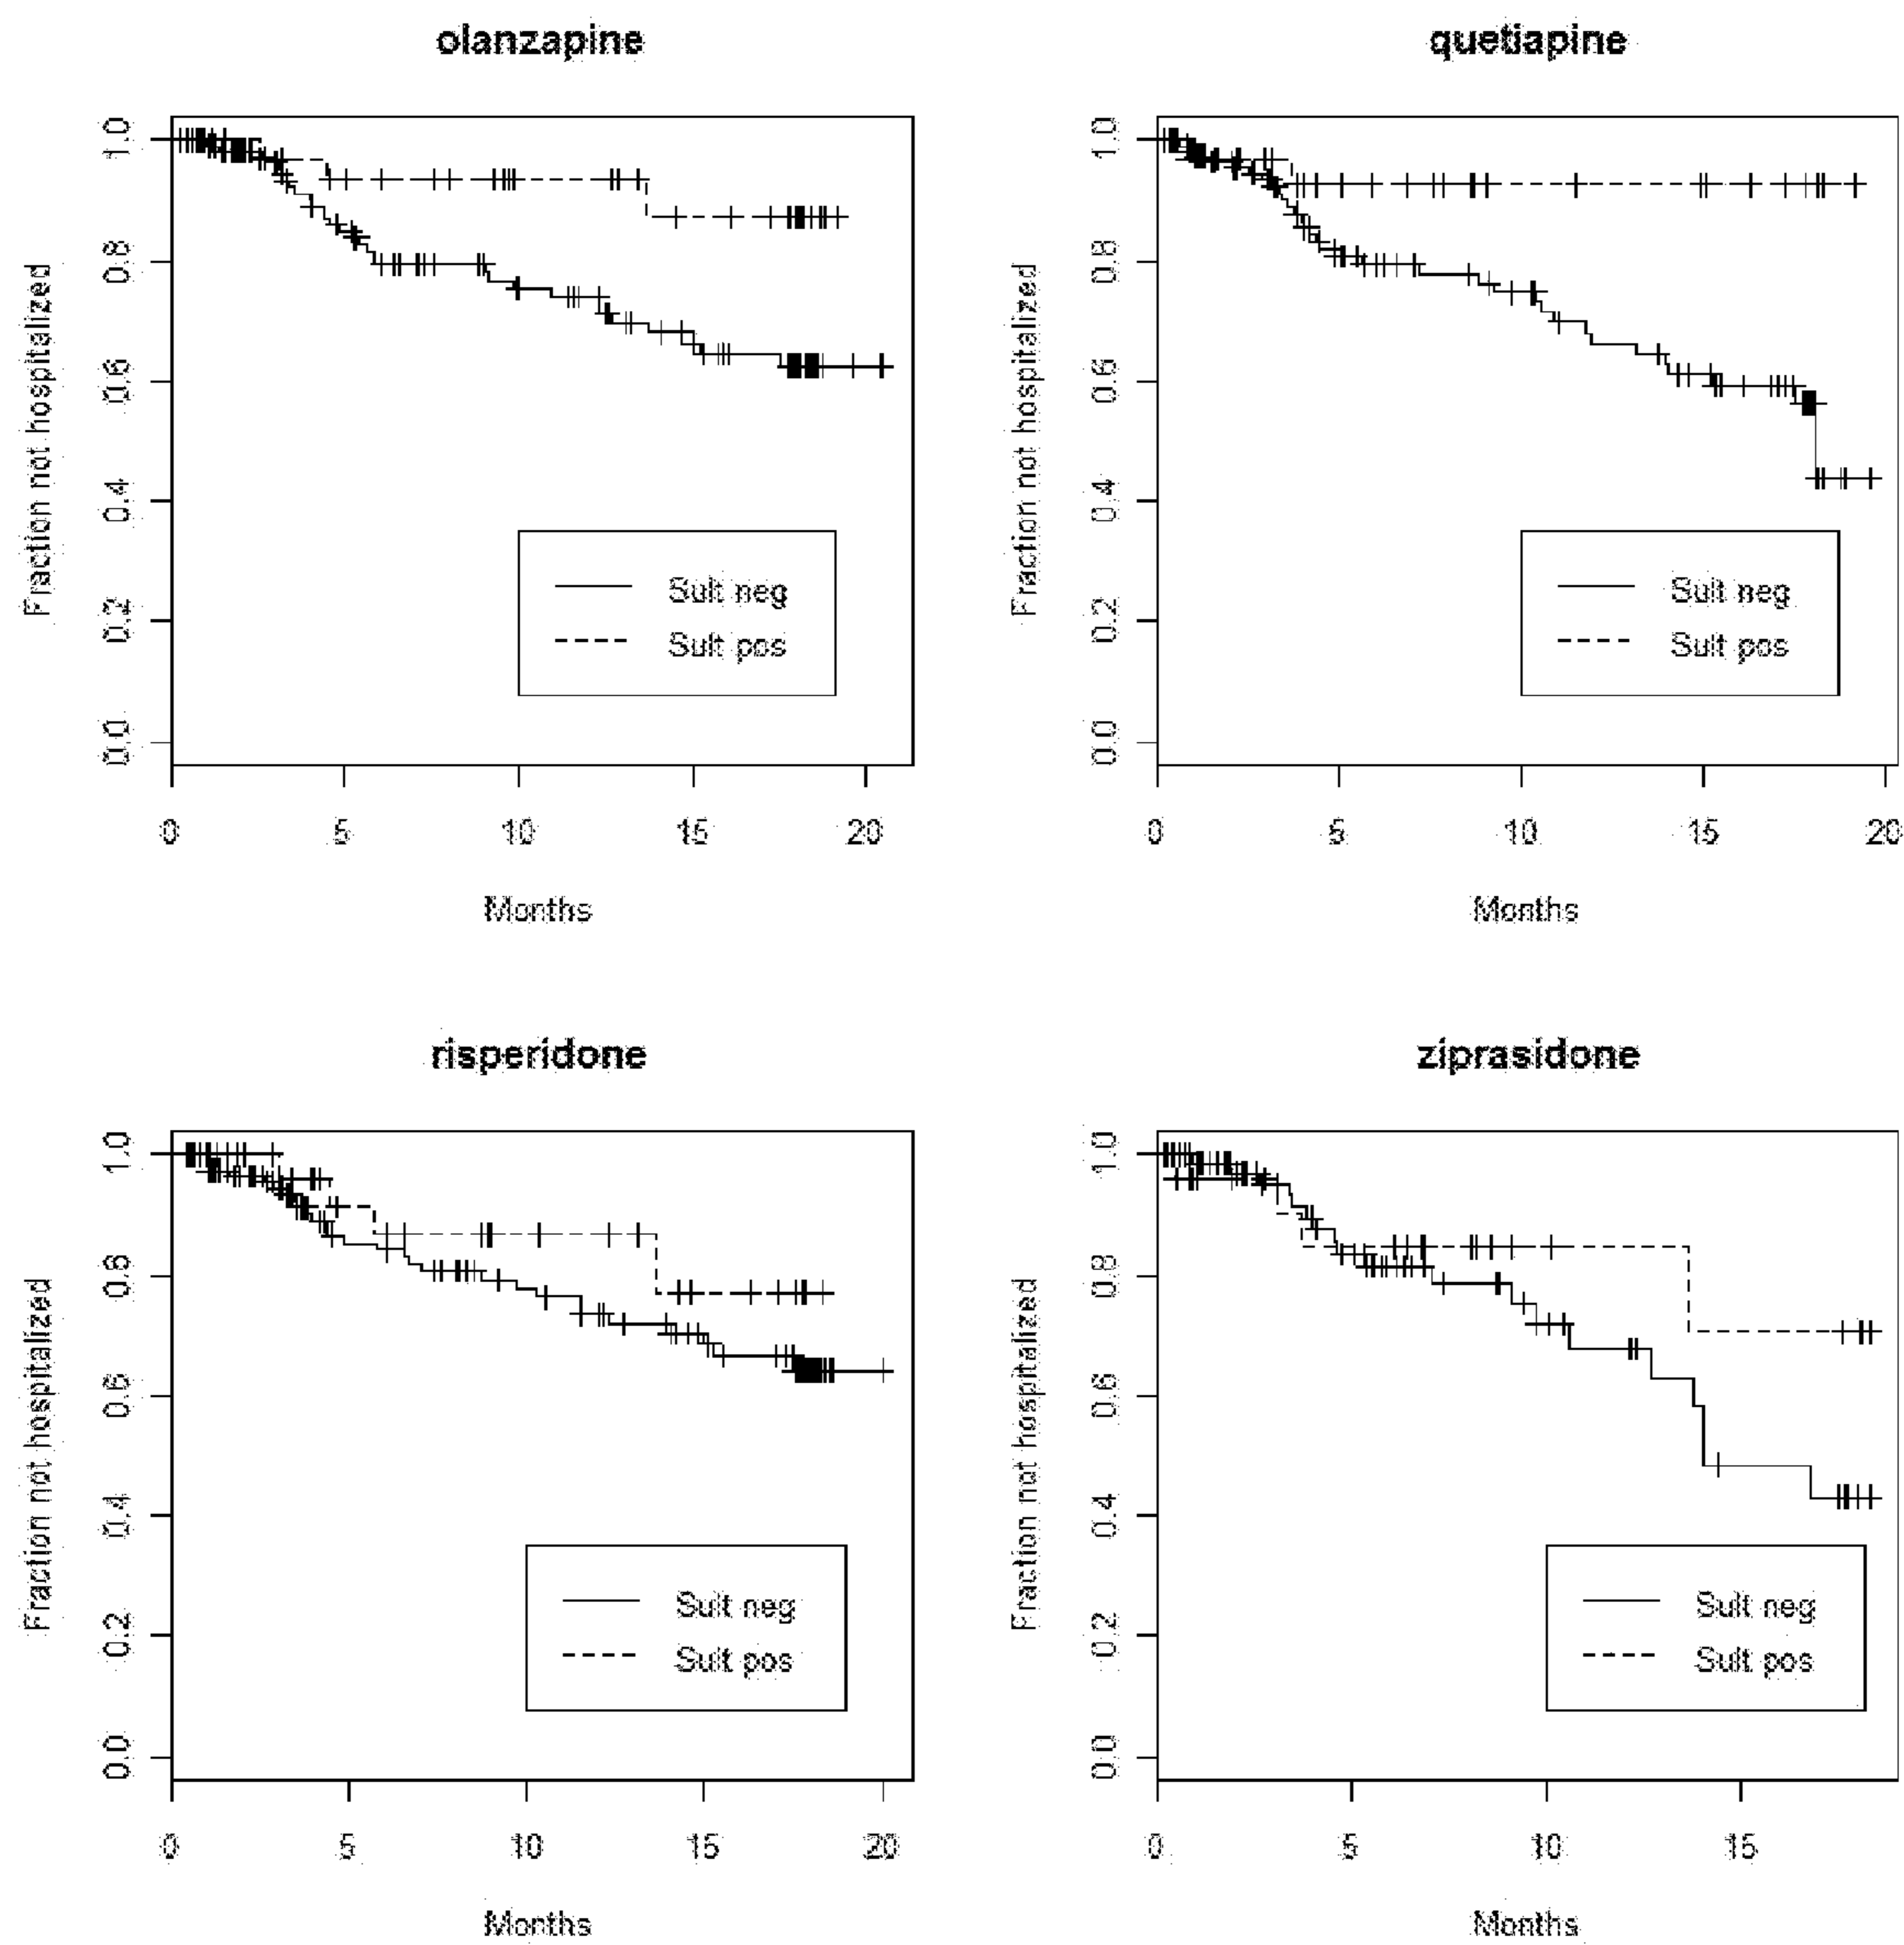 olanzapine
Fraction not hospitalized
1.0
0.8
0.6
0.4
0.2
0.0
Sult neg
Sult pos
0 5 10 15 20
Months
quetiapine
Fraction not hospitalized
1.0
0.8
0.6
0.4
0.2
0.0
Sult neg
Sult pos
0 5 10 15 20
Months
risperidone
Fraction not hospitalized
1.0
0.8
0.6
0.4
0.2
0.0
Sult neg
Sult pos
0 5 10 15 20
Months
ziprasidone
Fraction not hospitalized
1.0
0.8
0.6
0.4
0.2
0.0
Sult neg
Sult pos
0 5 10 15
Months